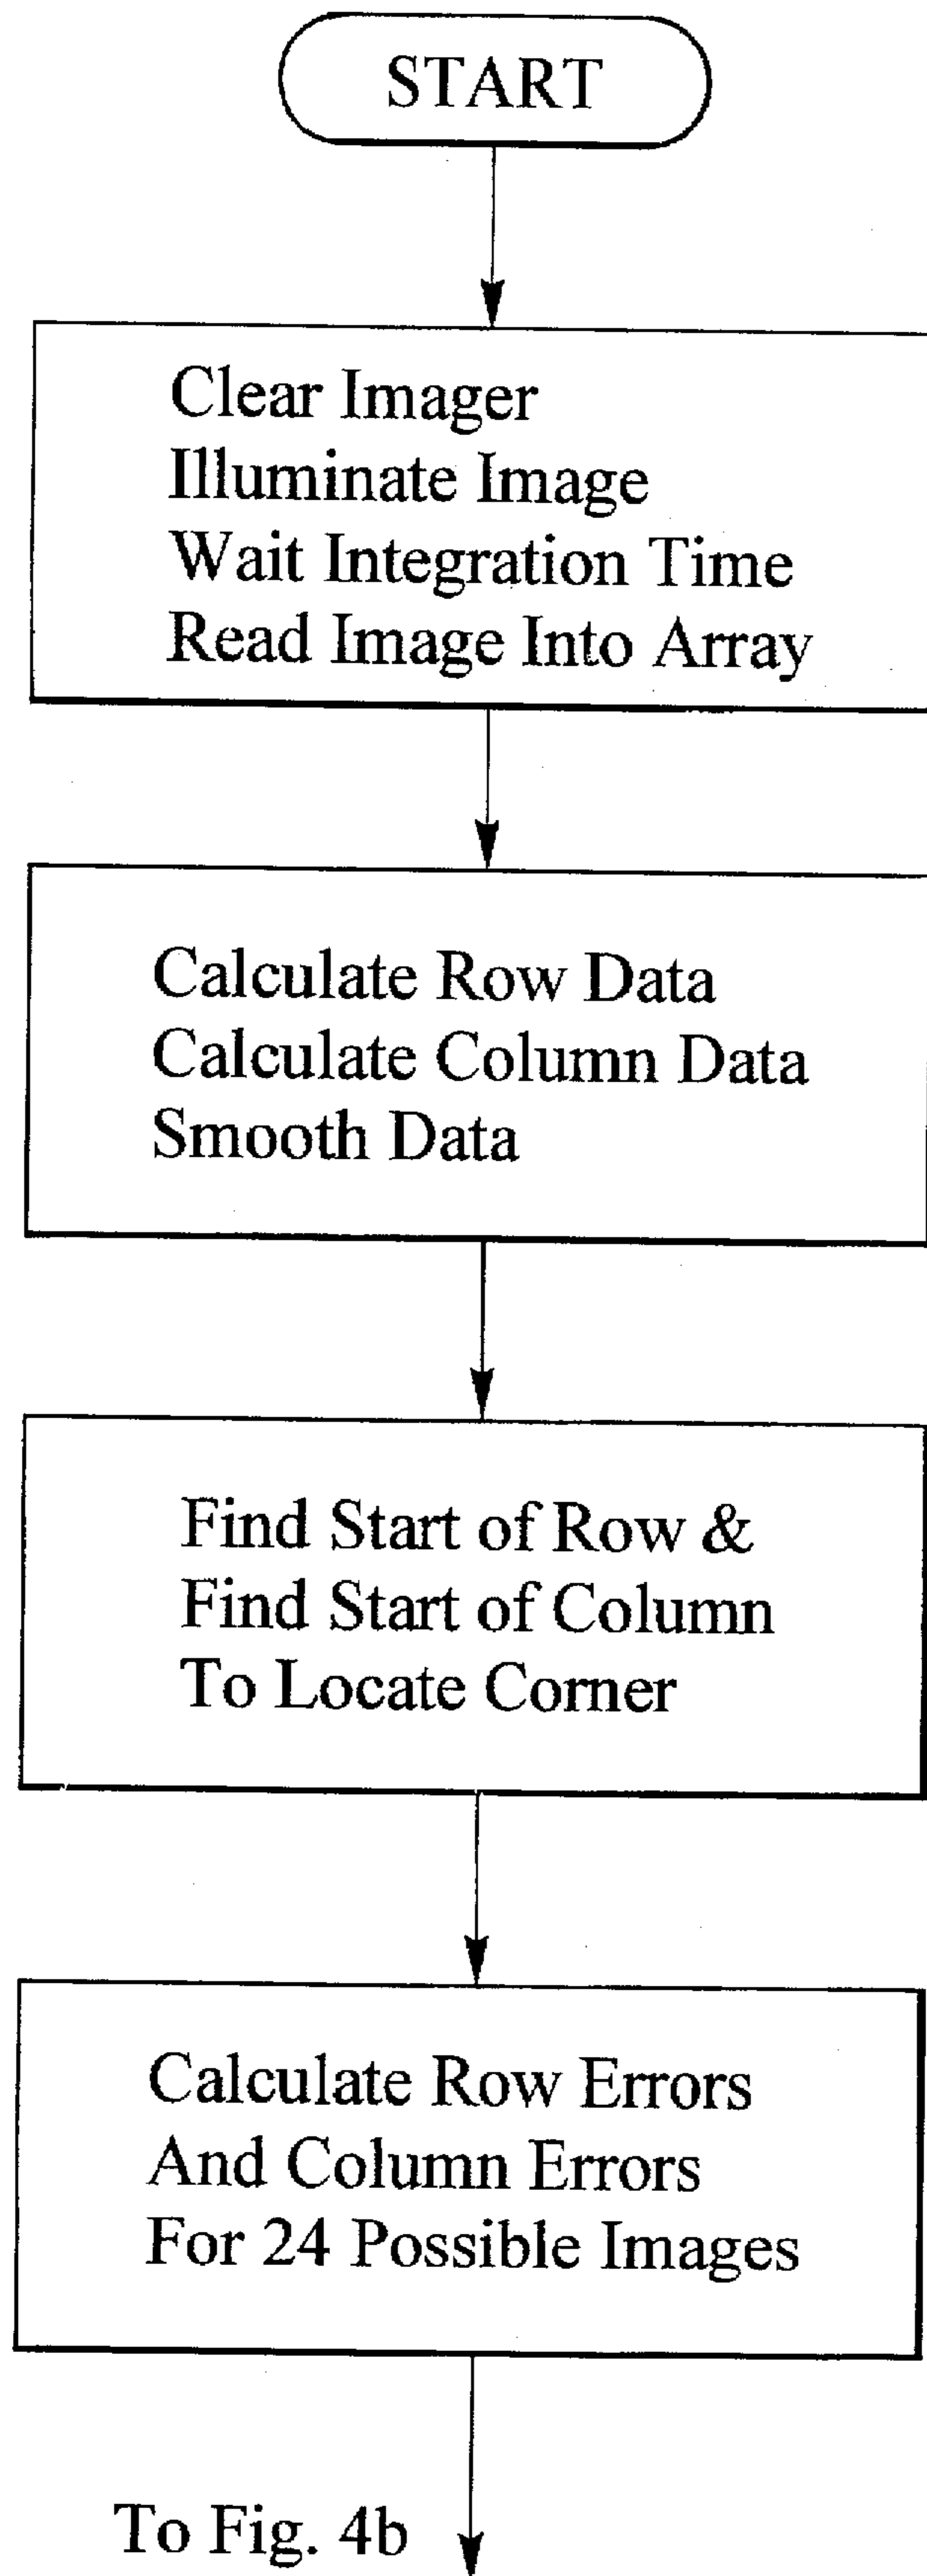 START
Clear Imager
Illuminate Image
Wait Integration Time
Read Image Into Array
Calculate Row Data
Calculate Column Data
Smooth Data
Find Start of Row &
Find Start of Column
To Locate Corner
Calculate Row Errors
And Column Errors
For 24 Possible Images
To Fig. 4b